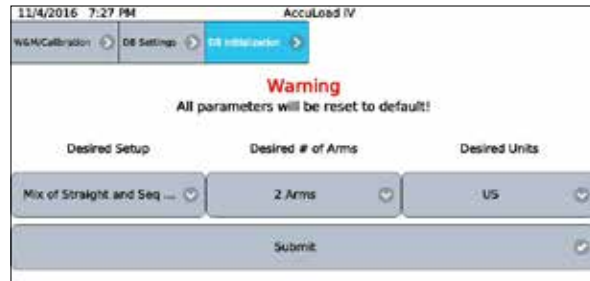 11/4/2016 7:27 PM AccuLoad IV
W&M/Calibration DB Settings DB Initialization
Warning
All parameters will be reset to default!
Desired Setup Desired # of Arms Desired Units
Mix of Straight and Seq ... 2 Arms US
Submit